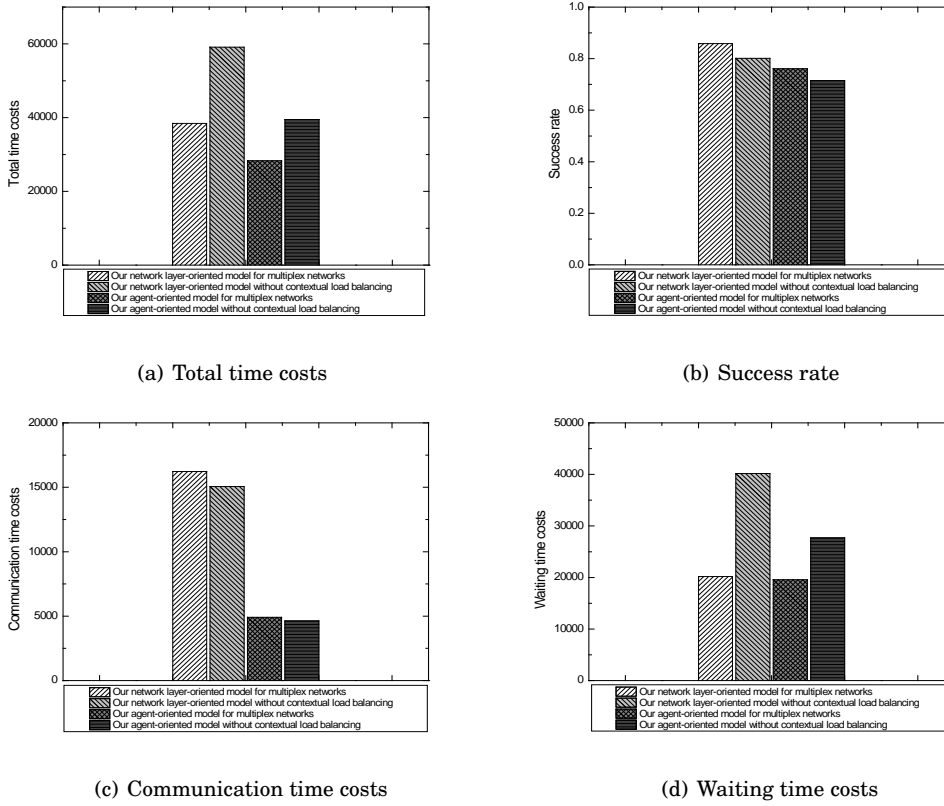 60000
40000
20000
0
Total time costs
Our network layer-oriented model for multiplex networks
Our network layer-oriented model without contextual load balancing
Our agent-oriented model for multiplex networks
Our agent-oriented model without contextual load balancing
(a) Total time costs
1.0
0.8
0.6
0.4
0.2
0.0
Success rate
Our network layer-oriented model for multiplex networks
Our network layer-oriented model without contextual load balancing
Our agent-oriented model for multiplex networks
Our agent-oriented model without contextual load balancing
(b) Success rate
20000
15000
10000
5000
0
Communication time costs
Our network layer-oriented model for multiplex networks
Our network layer-oriented model without contextual load balancing
Our agent-oriented model for multiplex networks
Our agent-oriented model without contextual load balancing
(c) Communication time costs
50000
40000
30000
20000
10000
0
Waiting time costs
Our network layer-oriented model for multiplex networks
Our network layer-oriented model without contextual load balancing
Our agent-oriented model for multiplex networks
Our agent-oriented model without contextual load balancing
(d) Waiting time costs